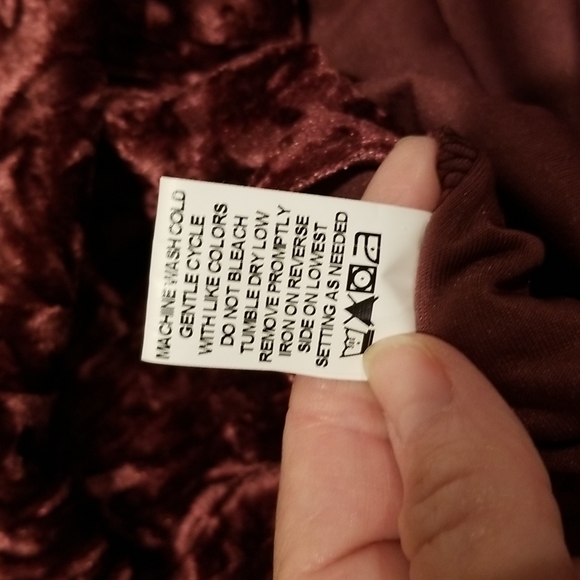 MACHINE WASH COLD
GENTLE CYCLE
WITH LIKE COLORS
DO NOT BLEACH
TUMBLE DRY LOW
REMOVE PROMPTLY
IRON ON REVERSE
SIDE ON LOWEST
SETTING AS NEEDED